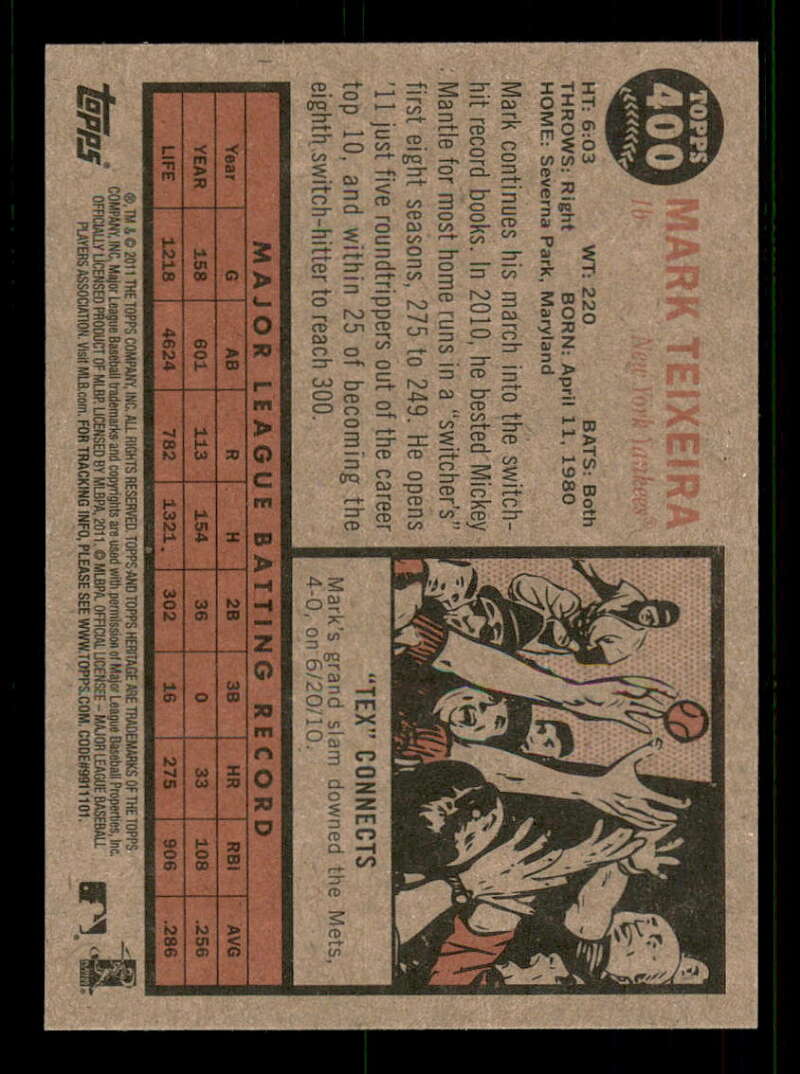 TOPPS
400
MARK TEIXEIRA
1b New York Yankees®
HT: 6:03 WT: 220 BATS: Both
THROWS: Right BORN: April 11, 1980
HOME: Severna Park, Maryland
Mark continues his march into the switch-
hit record books. In 2010, he bested Mickey
Mantle for most home runs in a “switcher's”
first eight seasons, 275 to 249. He opens
'11 just five roundtrippers out of the career
top 10, and within 25 of becoming the
eighth switch-hitter to reach 300.
“TEX” CONNECTS
Mark's grand slam downed the Mets,
4-0, on 6/20/10.
MAJOR LEAGUE BATTING RECORD
Year G AB R H 2B 3B HR RBI AVG
YEAR 158 601 113 154 36 0 33 108 .256
LIFE 1218 4624 782 1321 302 16 275 906 .286
topps®
®, TM & © 2011 THE TOPPS COMPANY, INC. ALL RIGHTS RESERVED. TOPPS AND TOPPS HERITAGE ARE TRADEMARKS OF THE TOPPS
COMPANY, INC. Major League Baseball trademarks and copyrights are used with permission of Major League Baseball Properties, Inc.
OFFICIALLY LICENSED PRODUCT OF MLBP. LICENSED BY MLBPA, 2011, © MLBPA. OFFICIAL LICENSEE – MAJOR LEAGUE BASEBALL
PLAYERS ASSOCIATION. Visit MLB.com. FOR TRACKING INFO, PLEASE SEE WWW.TOPPS.COM. CODE#9911101.